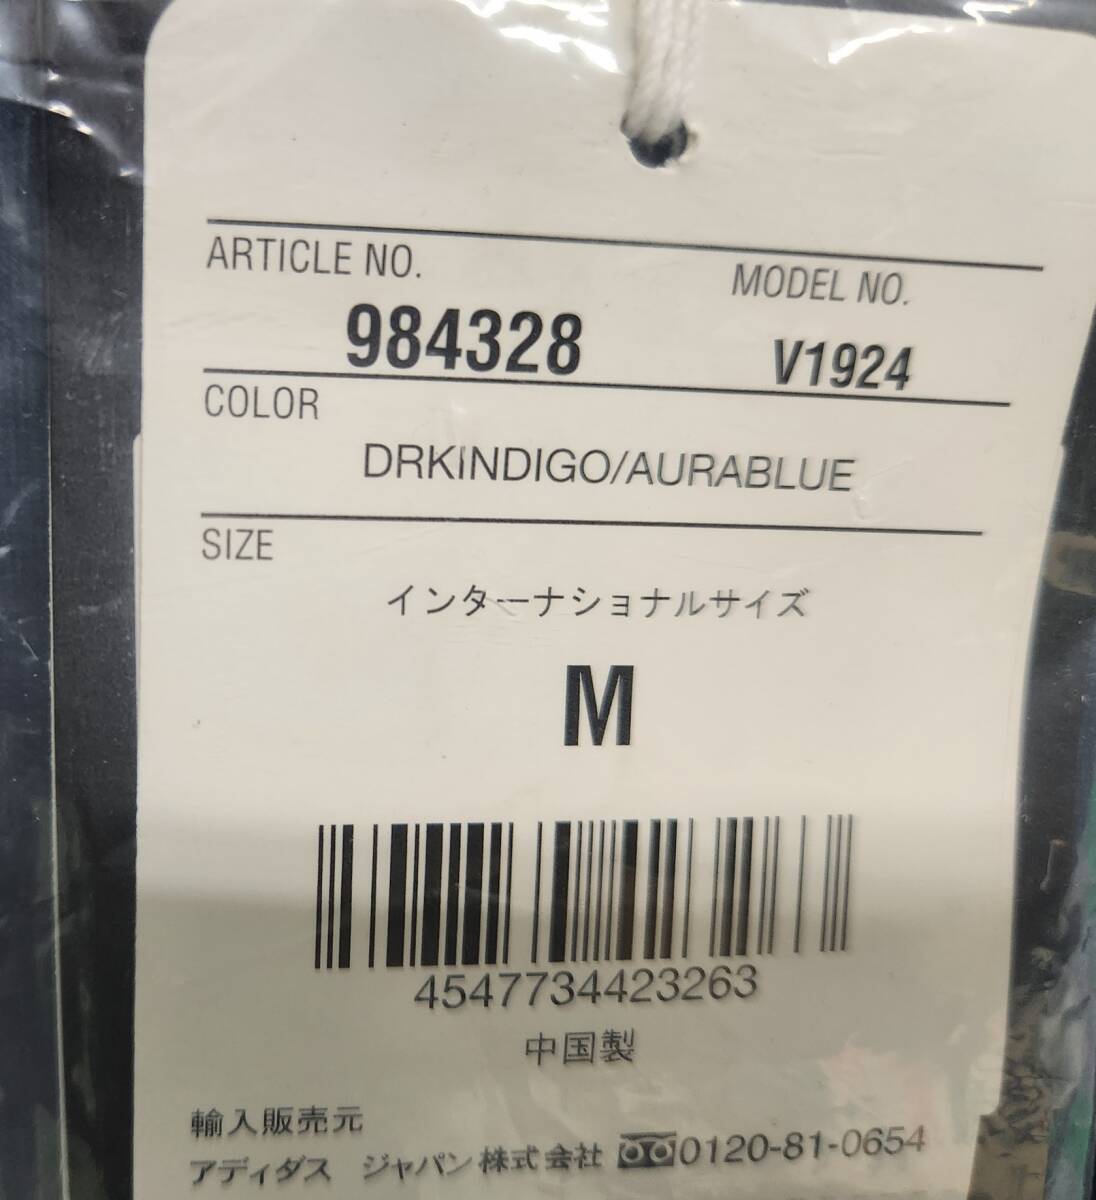 ARTICLE NO. MODEL NO.
984328 V1924
COLOR
DRKINDIGO/AURABLUE
SIZE
インターナショナルサイズ
M
4547734423263
中国製
輸入販売元
アディダス ジャパン株式会社 0120-81-0654